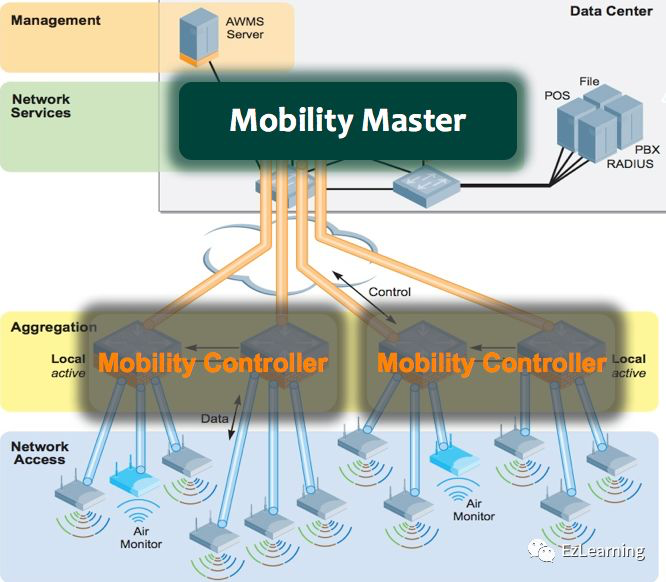 Management
AWMS
Server
Data Center
Network
Services
Mobility Master
File
POS
PBX
RADIUS
Control
Aggregation
Local
active
Mobility Controller
Mobility Controller
Local
active
Data
Network
Access
Air
Monitor
Air
Monitor
EzLearning